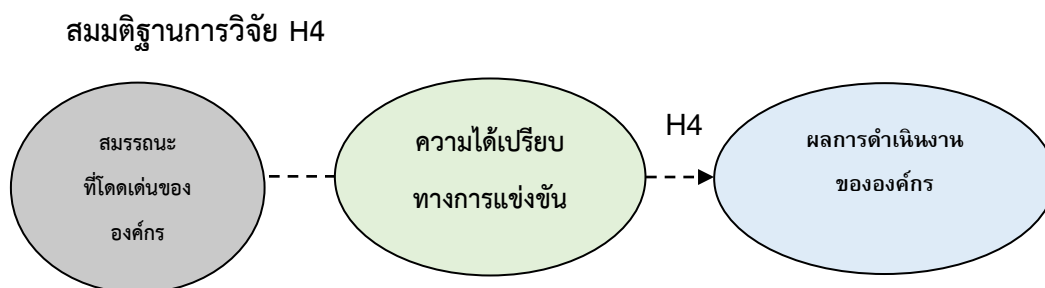 สมมติฐานการวิจัย H4
สมรรถนะ
ที่โดดเด่นของ
องค์กร
ความได้เปรียบ
ทางการแข่งขัน
H4
ผลการดำเนินงาน
ขององค์กร